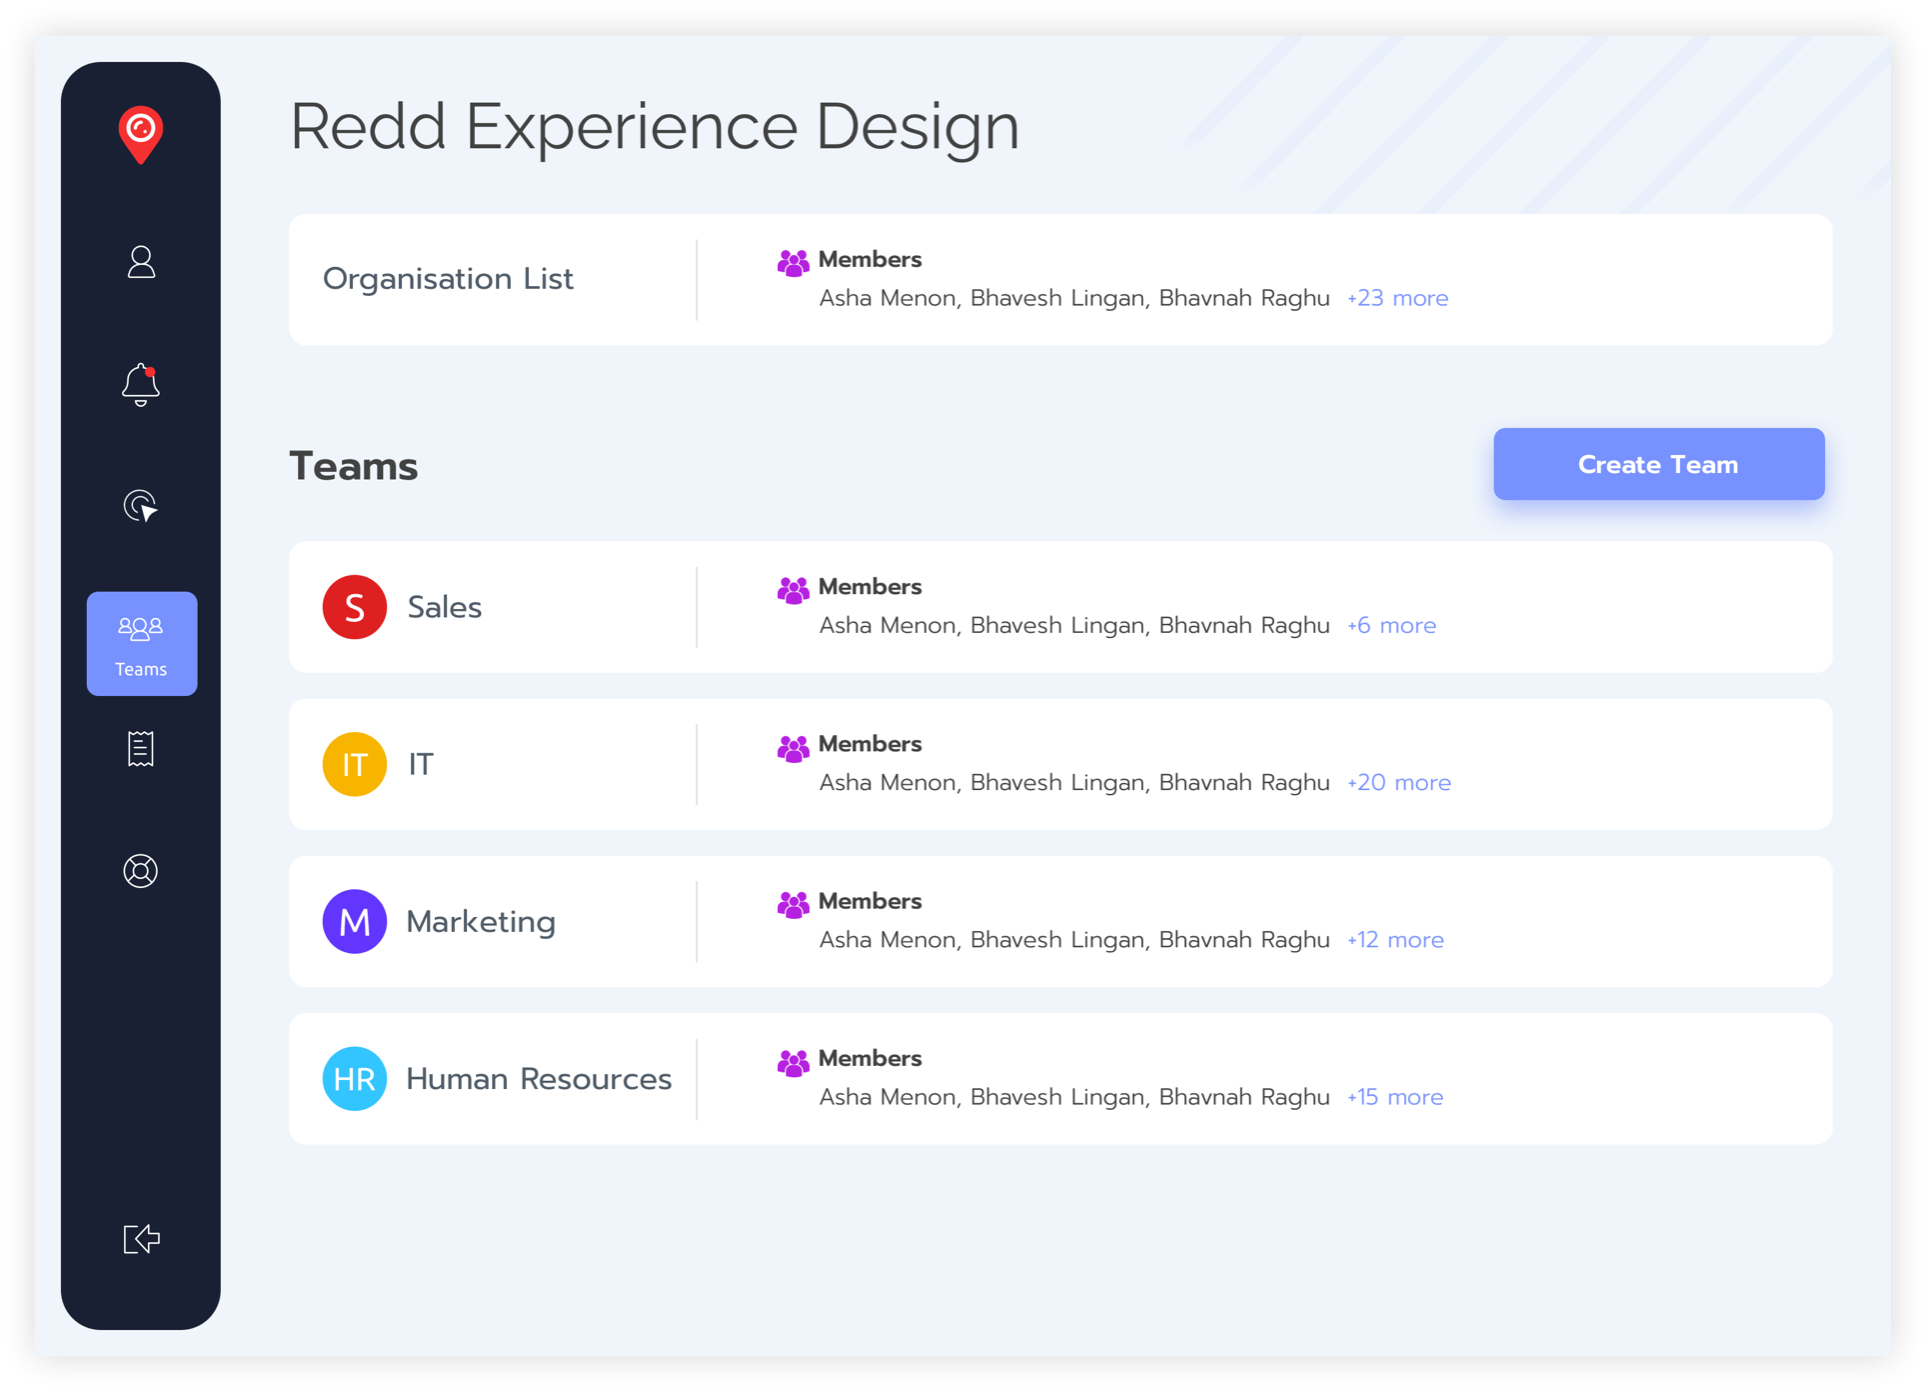 Redd Experience Design
Organisation List
Members
Asha Menon, Bhavesh Lingan, Bhavnah Raghu +23 more
Teams
Create Team
S Sales
Members
Asha Menon, Bhavesh Lingan, Bhavnah Raghu +6 more
Teams
IT IT
Members
Asha Menon, Bhavesh Lingan, Bhavnah Raghu +20 more
M Marketing
Members
Asha Menon, Bhavesh Lingan, Bhavnah Raghu +12 more
HR Human Resources
Members
Asha Menon, Bhavesh Lingan, Bhavnah Raghu +15 more